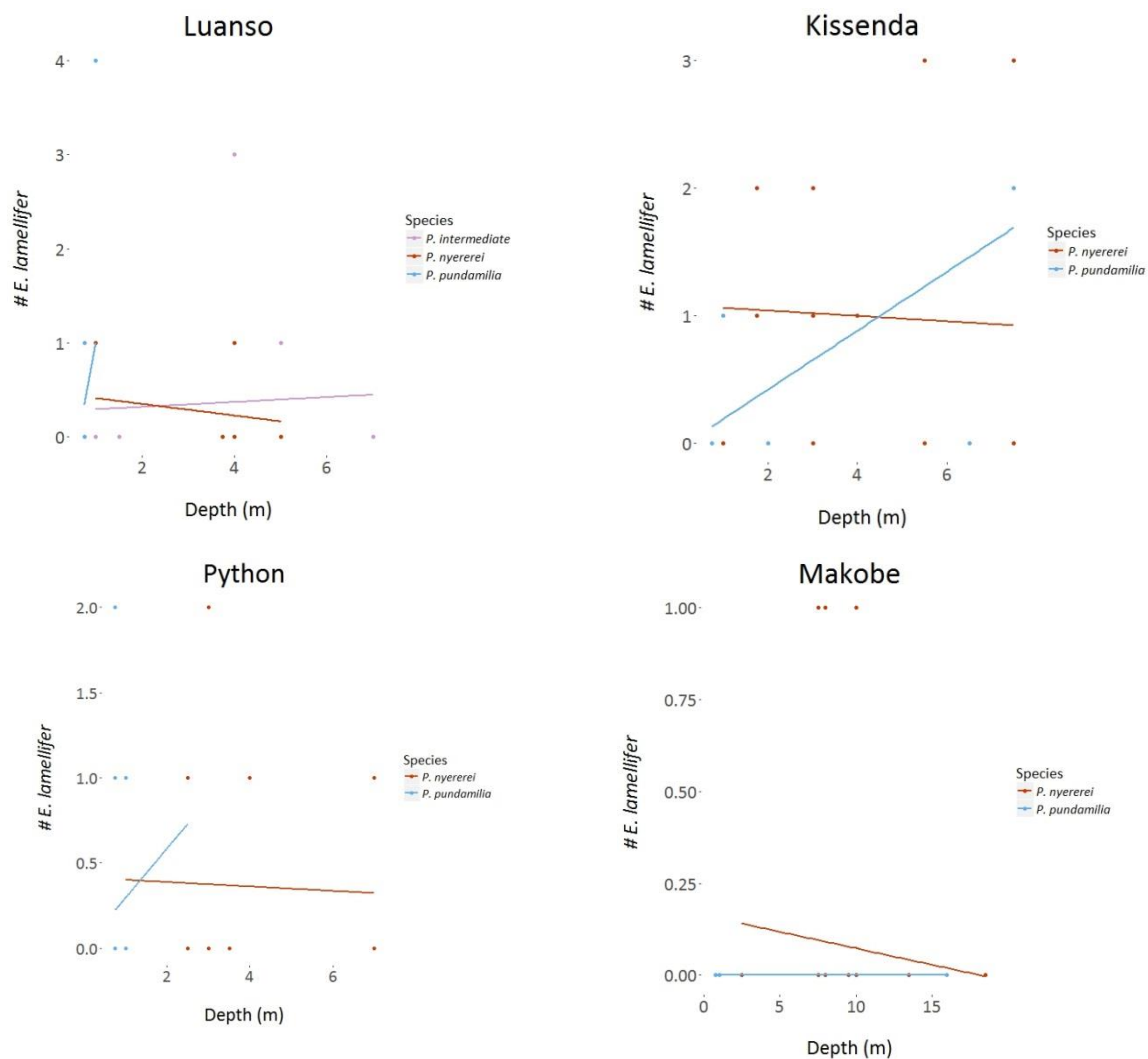 Luanso
4
3
2
1
0
# E. lamellifer
2
4
6
Depth (m)
Species
P. intermediate
P. nyererei
P. pundamilia
Kissenda
3
2
1
0
# E. lamellifer
2
4
6
Depth (m)
Species
P. nyererei
P. pundamilia
Python
2.0
1.5
1.0
0.5
0.0
# E. lamellifer
2
4
6
Depth (m)
Species
P. nyererei
P. pundamilia
Makobe
1.00
0.75
0.50
0.25
0.00
# E. lamellifer
0
5
10
15
Depth (m)
Species
P. nyererei
P. pundamilia